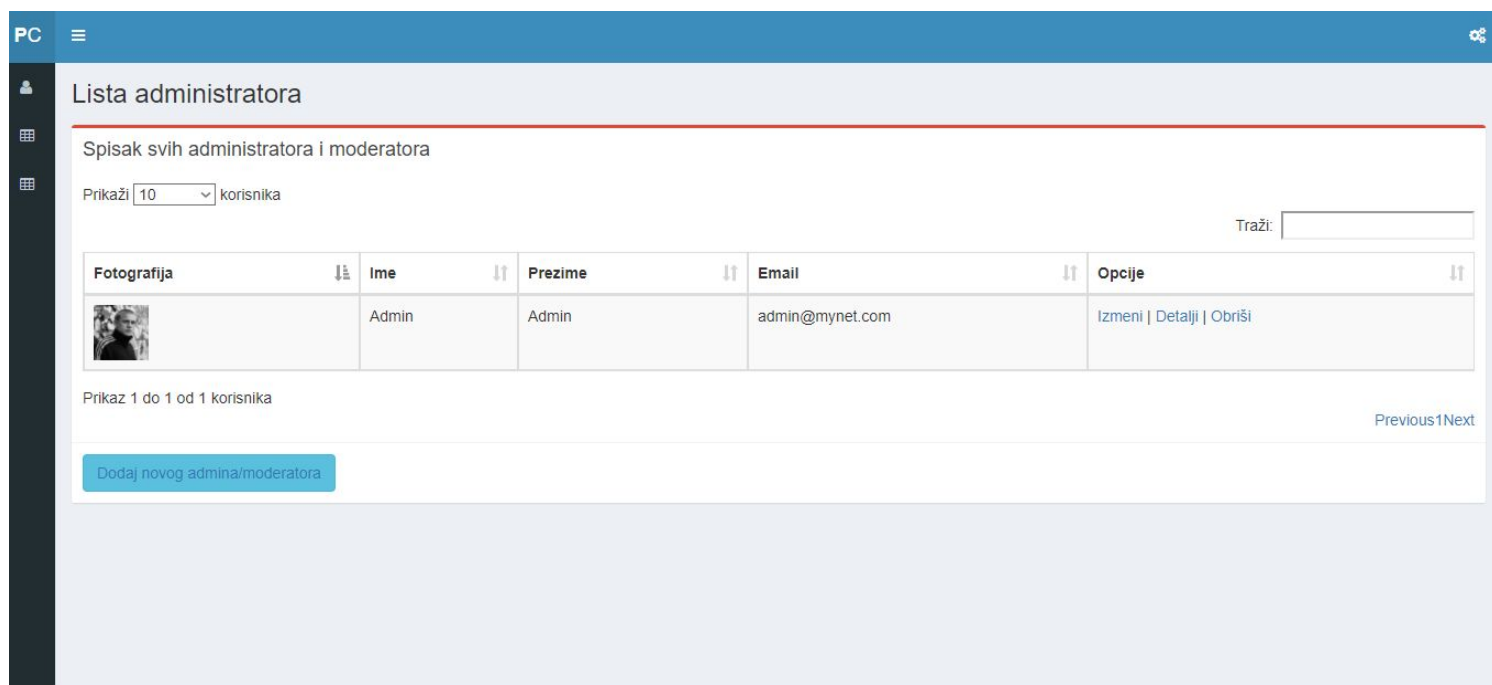 PC
Lista administratora
Spisak svih administratora i moderatora
Prikaži 10 korisnika
Traži:
Fotografija Ime Prezime Email Opcije
Admin Admin admin@mynet.com Izmeni | Detalji | Obriši
Prikaz 1 do 1 od 1 korisnika
Previous1Next
Dodaj novog admina/moderatora